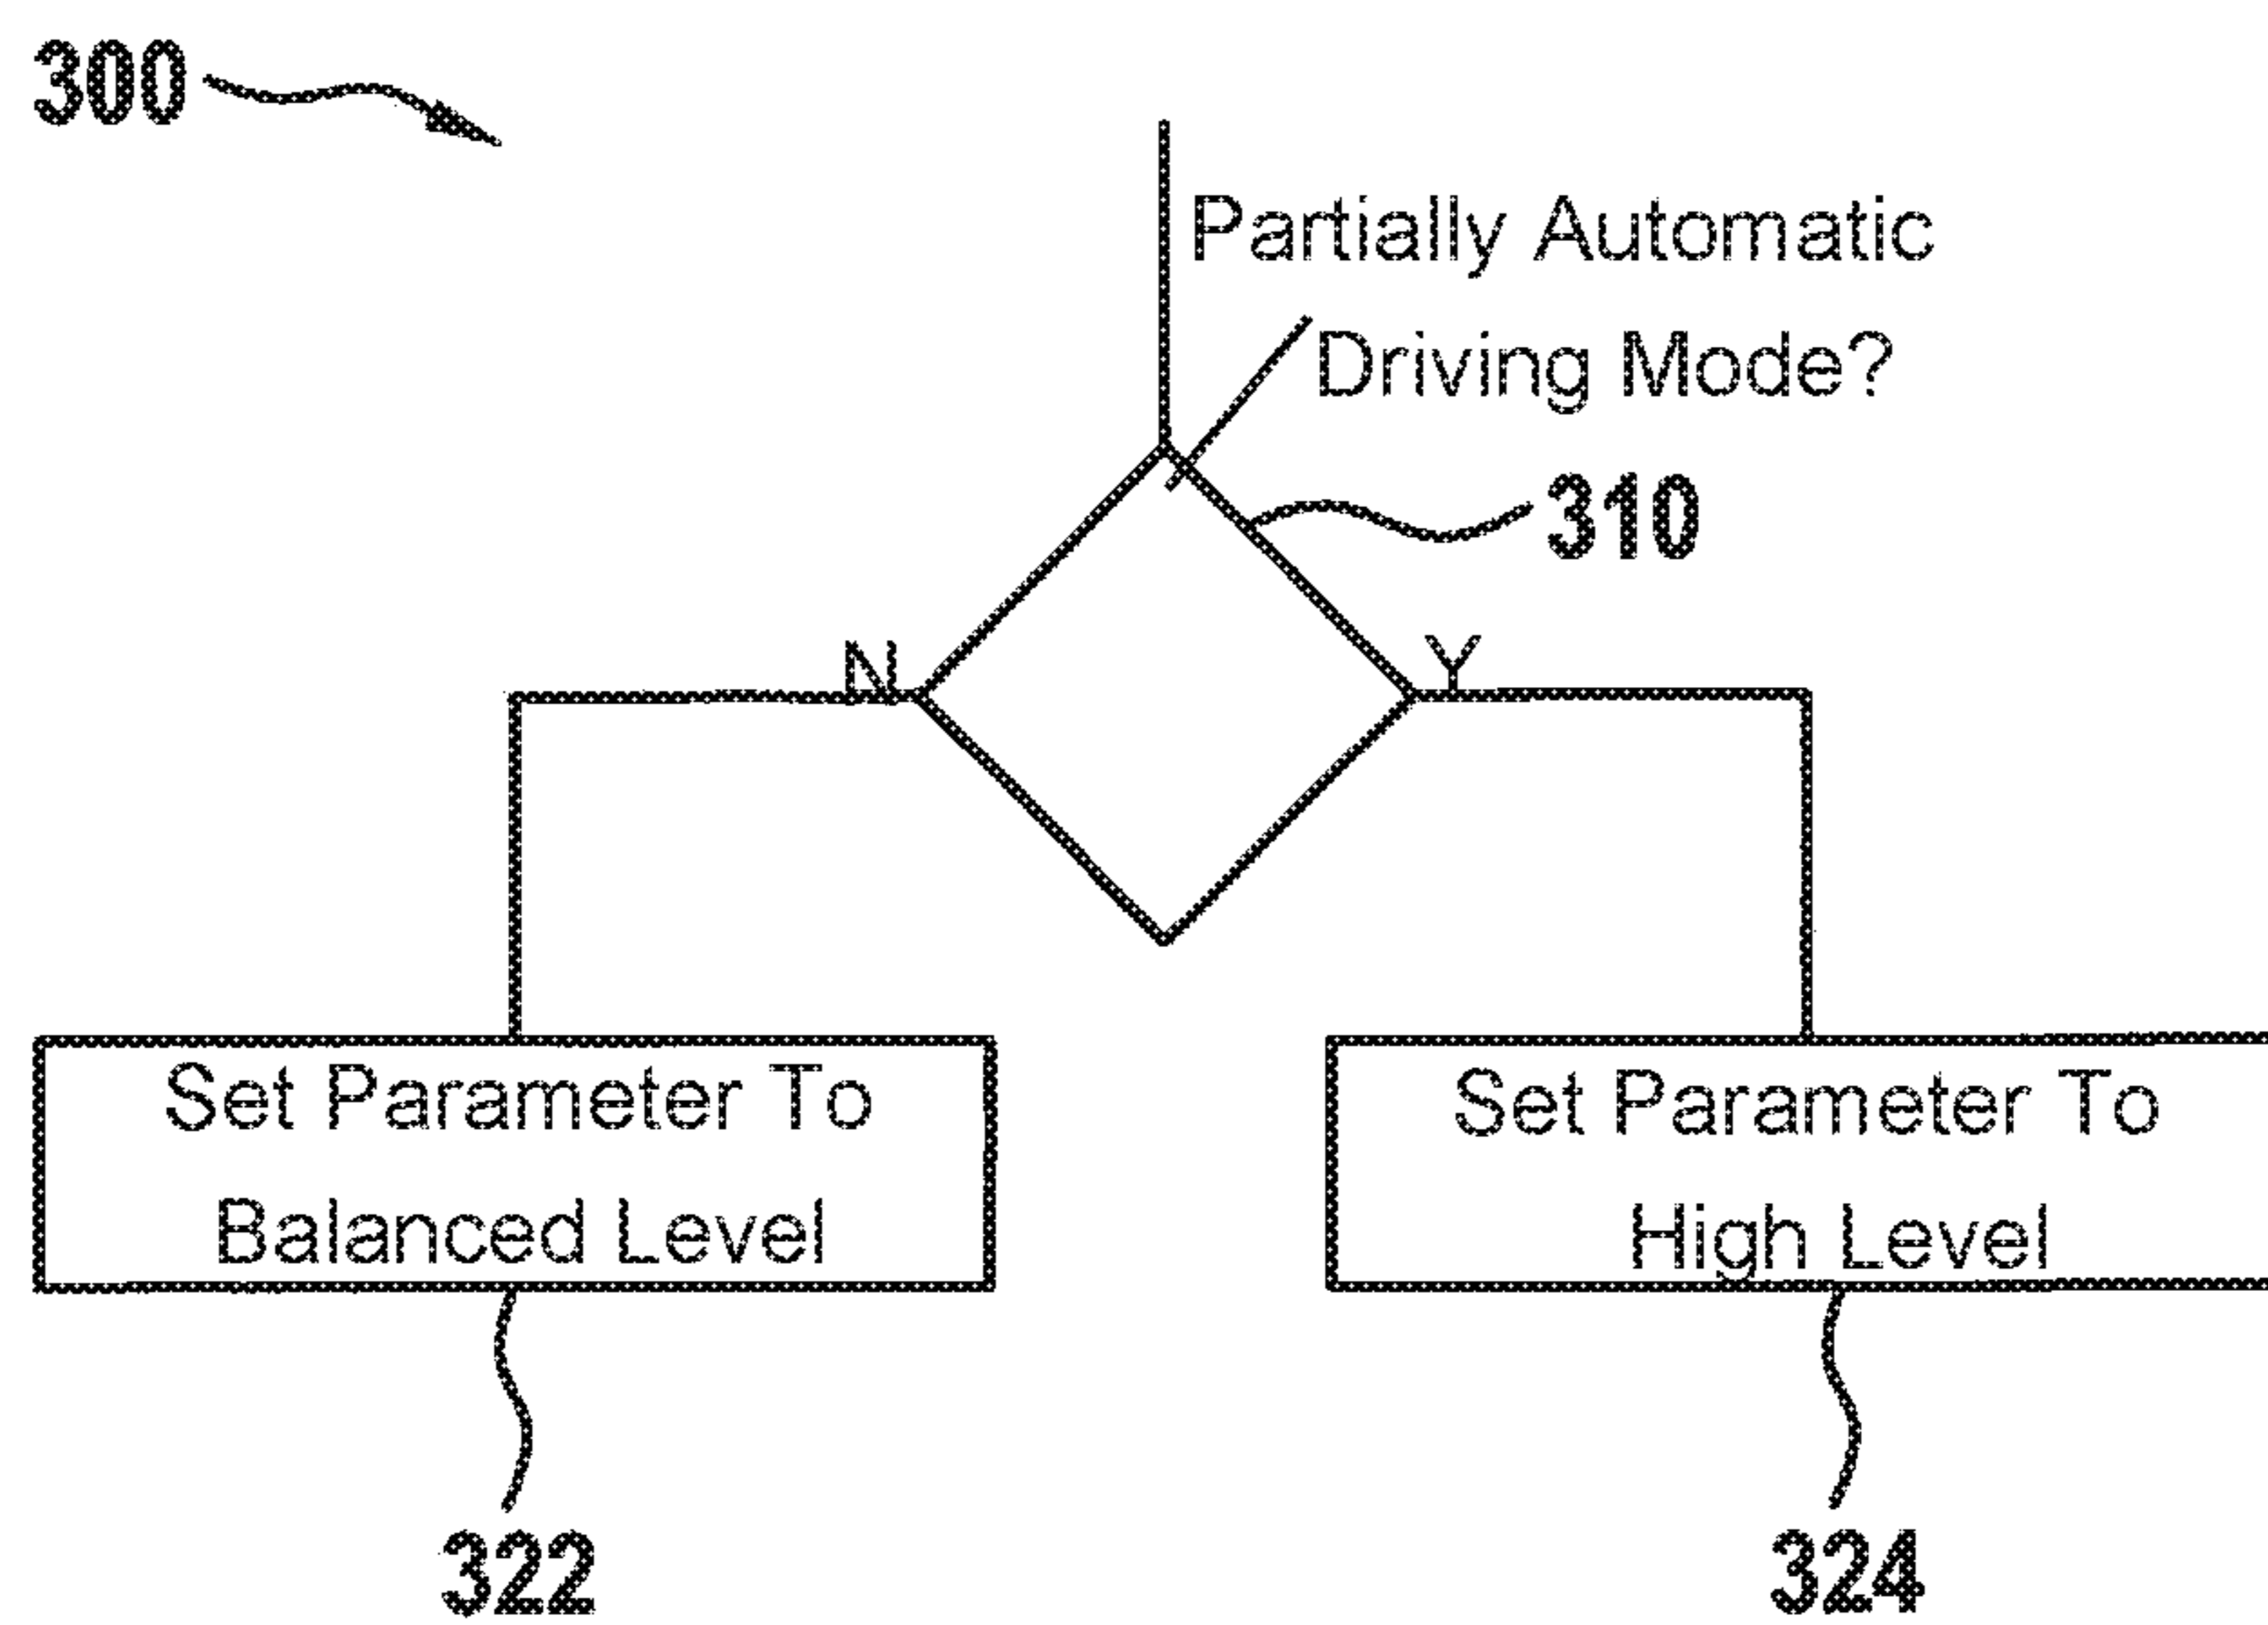 300
Partially Automatic
Driving Mode?
310
N
Y
Set Parameter To
Balanced Level
Set Parameter To
High Level
322
324